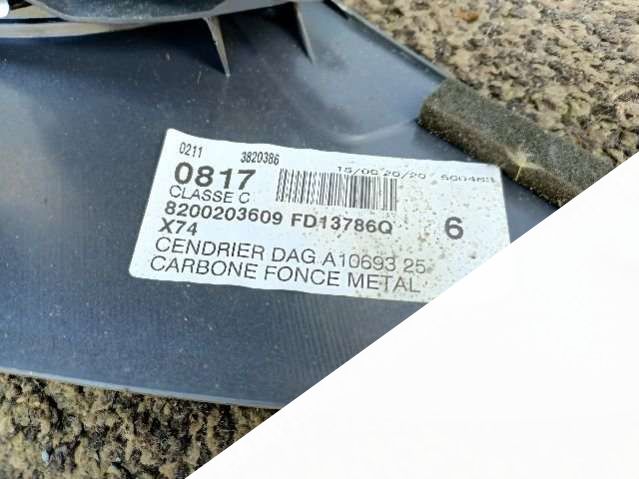 0211 3820386
0817
CLASSE C
8200203609 FD13786Q 6
X74
CENDRIER DAG A10693 25
CARBONE FONCE METAL